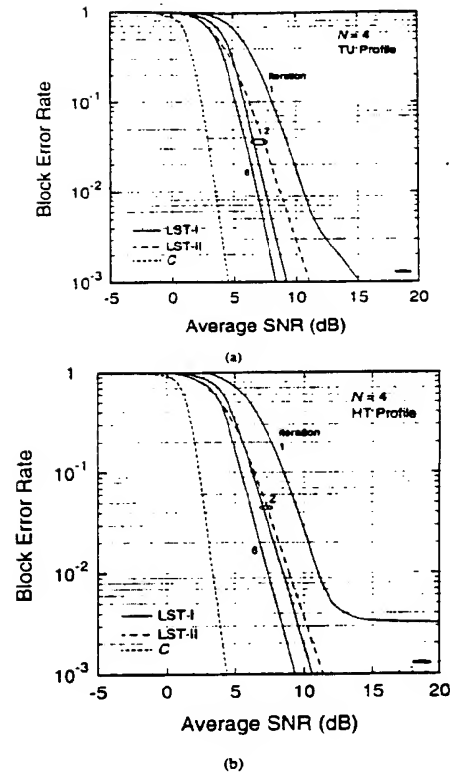 Block Error Rate
1
10^-1
10^-2
10^-3
N = 4
TU Profile
Iteration
1
2
6
LST-I
LST-II
C
-5 0 5 10 15 20
Average SNR (dB)
(a)
Block Error Rate
1
10^-1
10^-2
10^-3
N = 4
HT Profile
Iteration
1
2
6
LST-I
LST-II
C
-5 0 5 10 15 20
Average SNR (dB)
(b)